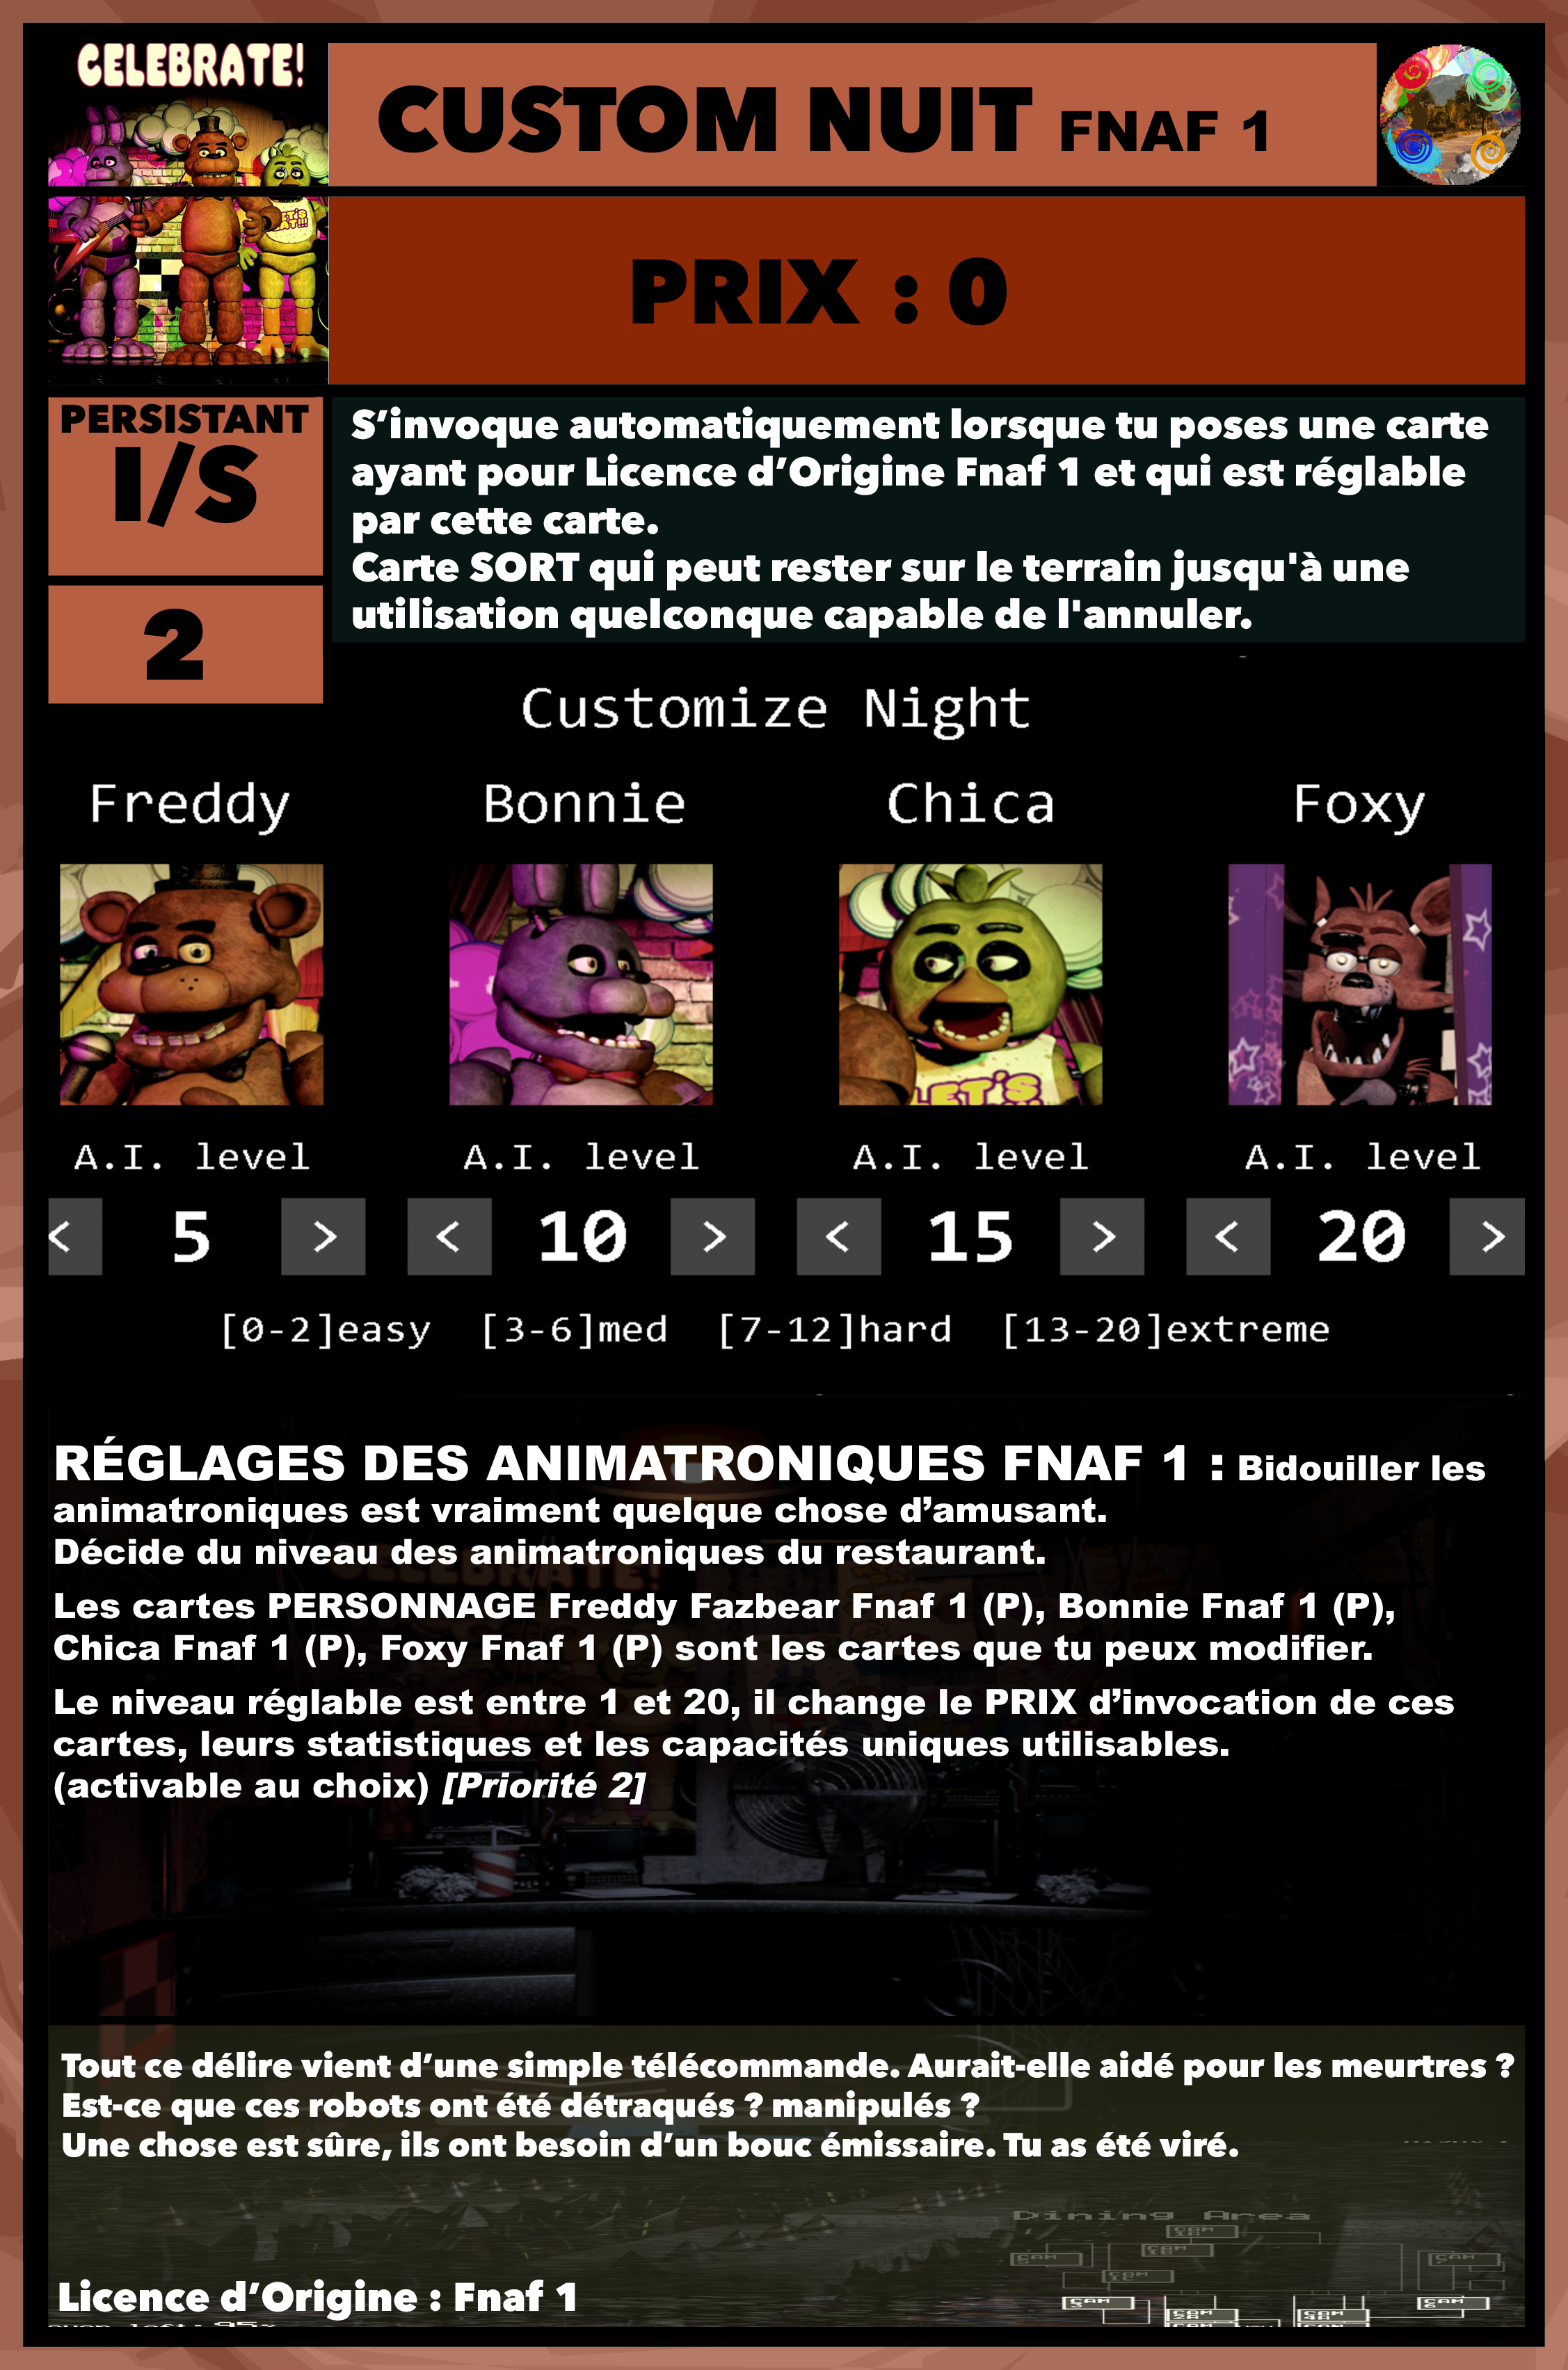 CELEBRATE!
CUSTOM NUIT FNAF 1
LET'S
EAT!!!
PRIX : 0
PERSISTANT
I/S
2
S’invoque automatiquement lorsque tu poses une carte
ayant pour Licence d’Origine Fnaf 1 et qui est réglable
par cette carte.
Carte SORT qui peut rester sur le terrain jusqu'à une
utilisation quelconque capable de l'annuler.
Customize Night
Freddy Bonnie Chica Foxy
LET'S
A.I. level A.I. level A.I. level A.I. level
< 5 > < 10 > < 15 > < 20 >
[0-2]easy [3-6]med [7-12]hard [13-20]extreme
RÉGLAGES DES ANIMATRONIQUES FNAF 1 : Bidouiller les
animatroniques est vraiment quelque chose d’amusant.
Décide du niveau des animatroniques du restaurant.
CELEBRATE!
Les cartes PERSONNAGE Freddy Fazbear Fnaf 1 (P), Bonnie Fnaf 1 (P),
Chica Fnaf 1 (P), Foxy Fnaf 1 (P) sont les cartes que tu peux modifier.
Le niveau réglable est entre 1 et 20, il change le PRIX d’invocation de ces
cartes, leurs statistiques et les capacités uniques utilisables.
(activable au choix) [Priorité 2]
Tout ce délire vient d’une simple télécommande. Aurait-elle aidé pour les meurtres ?
Est-ce que ces robots ont été détraqués ? manipulés ?
Une chose est sûre, ils ont besoin d’un bouc émissaire. Tu as été viré.
Dining Area
Licence d’Origine : Fnaf 1